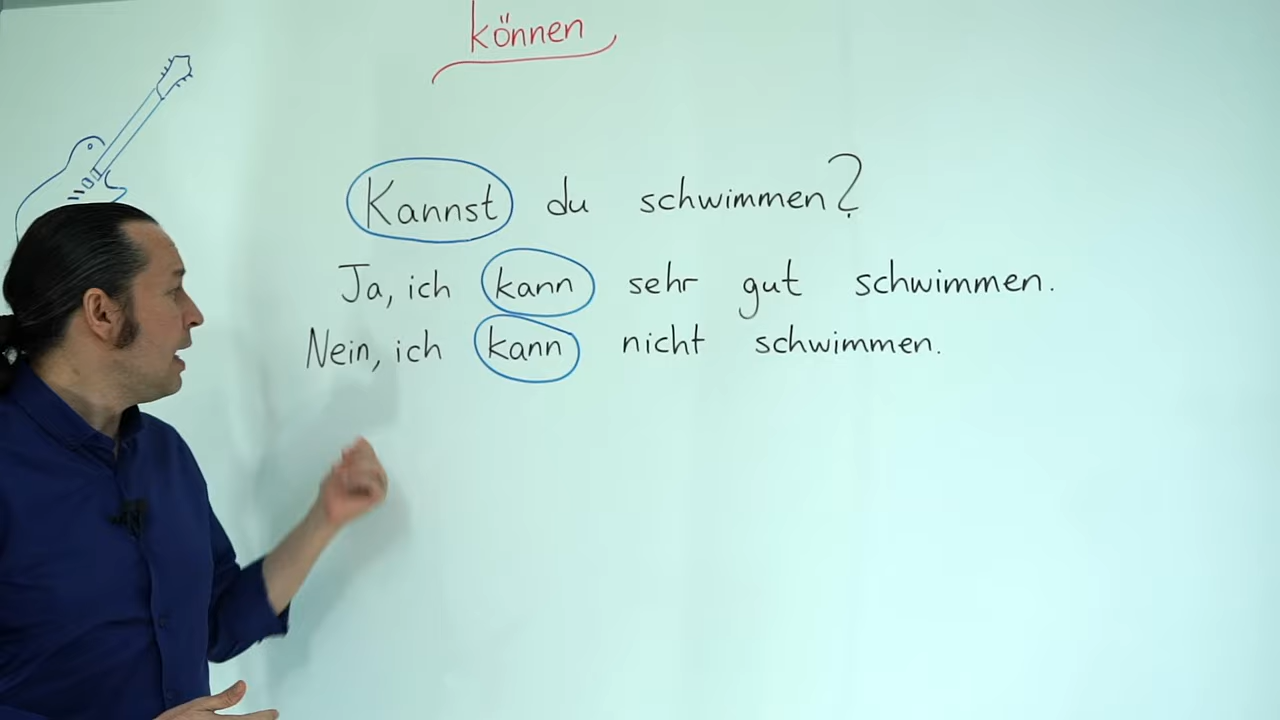 können
Kannst du schwimmen?
Ja, ich kann sehr gut schwimmen.
Nein, ich kann nicht schwimmen.